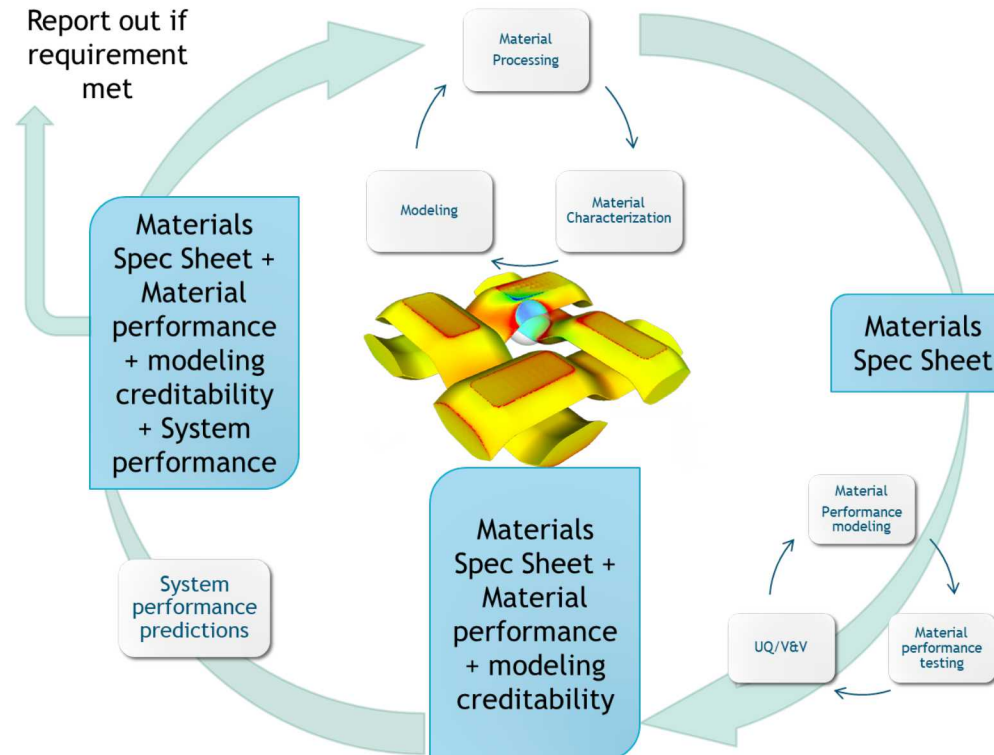 Report out if
requirement
met
Material
Processing
Modeling
Material
Characterization
Materials
Spec Sheet +
Material
performance
+ modeling
creditability
+ System
performance
Materials
Spec Sheet
Material
Performance
modeling
UQ/V&V
Material
performance
testing
System
performance
predictions
Materials
Spec Sheet +
Material
performance
+ modeling
creditability